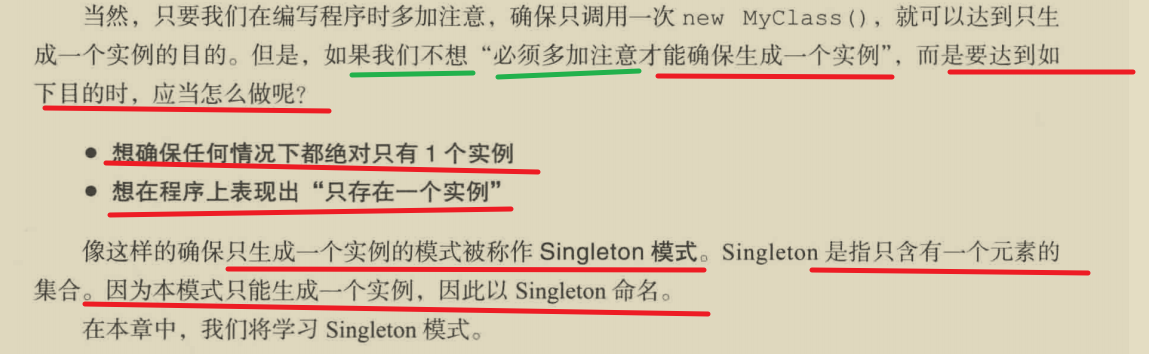 当然，只要我们在编写程序时多加注意，确保只调用一次 new MyClass()，就可以达到只生
成一个实例的目的。但是，如果我们不想“必须多加注意才能确保生成一个实例”，而是要达到如
下目的时，应当怎么做呢？
● 想确保任何情况下都绝对只有 1 个实例
● 想在程序上表现出“只存在一个实例”
像这样的确保只生成一个实例的模式被称作 Singleton 模式。Singleton 是指只含有一个元素的
集合。因为本模式只能生成一个实例，因此以 Singleton 命名。
在本章中，我们将学习 Singleton 模式。